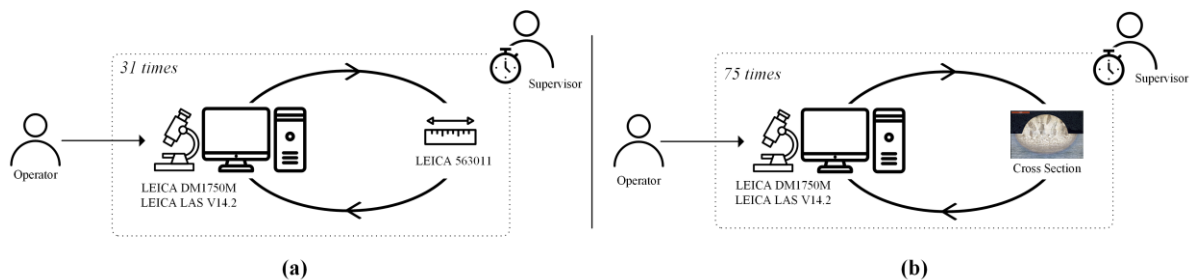 31 times
Supervisor
Operator
LEICA 563011
LEICA DM1750M
LEICA LAS V14.2
(a)
75 times
Supervisor
Operator
Cross Section
LEICA DM1750M
LEICA LAS V14.2
(b)